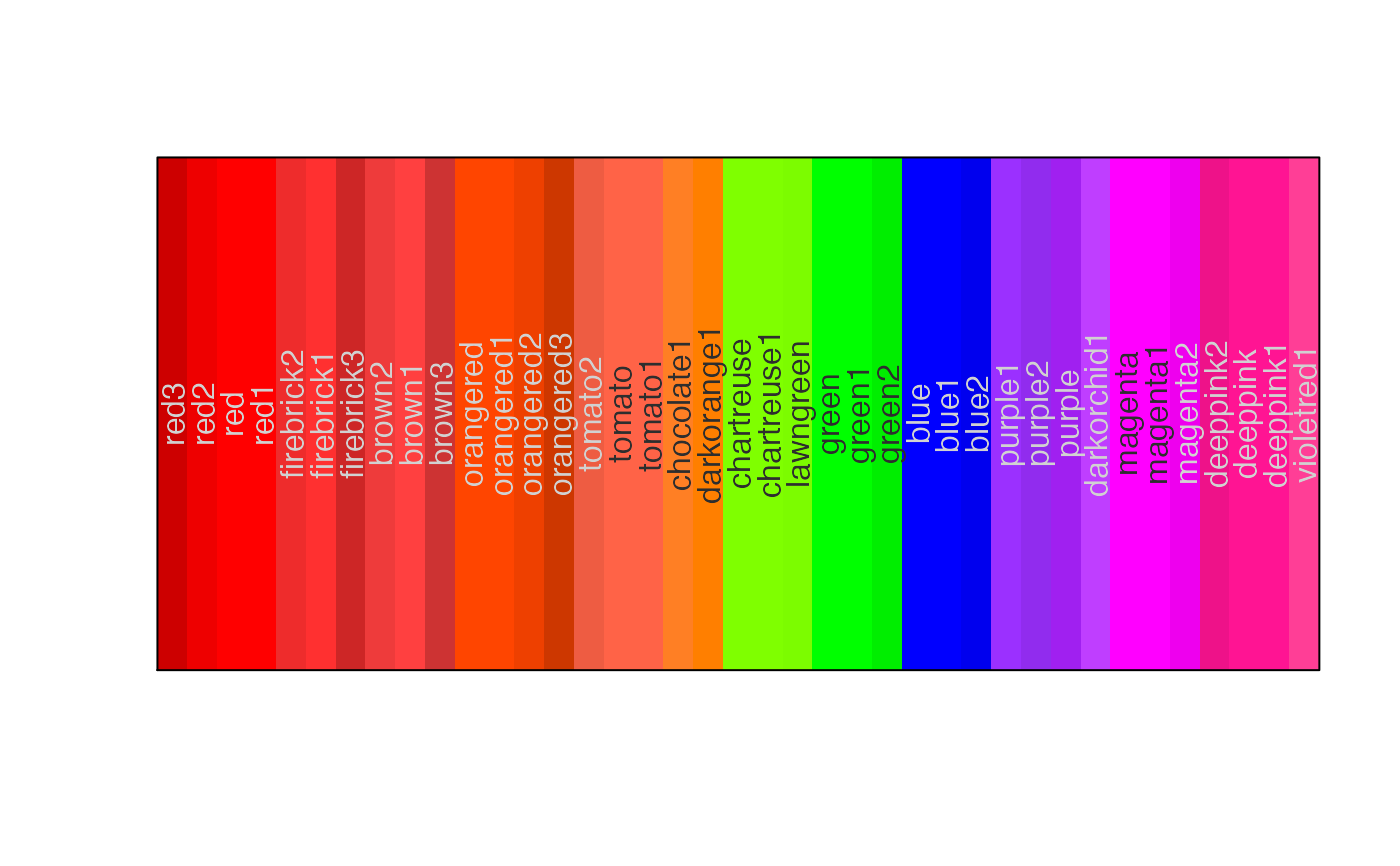 red3
red2
red
red1
firebrick2
firebrick1
firebrick3
brown2
brown1
brown3
orangered
orangered1
orangered2
orangered3
tomato2
tomato
tomato1
chocolate1
darkorange1
chartreuse
chartreuse1
lawngreen
green
green1
green2
blue
blue1
blue2
purple1
purple2
purple
darkorchid1
magenta
magenta1
magenta2
deeppink2
deeppink
deeppink1
violetred1